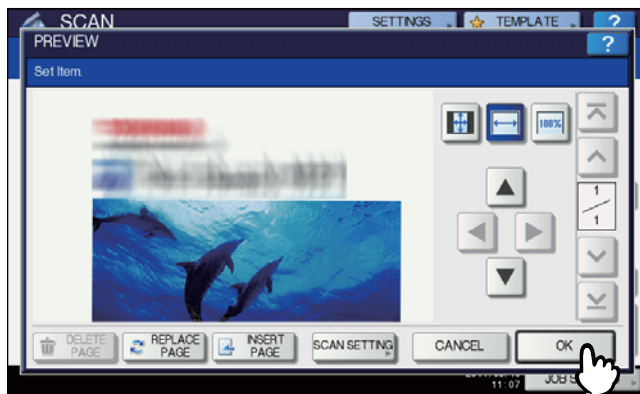 SCAN SETTINGS TEMPLATE ?
PREVIEW ?
Set Item.
100%
1
1
DELETE PAGE
REPLACE PAGE
INSERT PAGE
SCAN SETTING
CANCEL
OK
11:07 JOB S